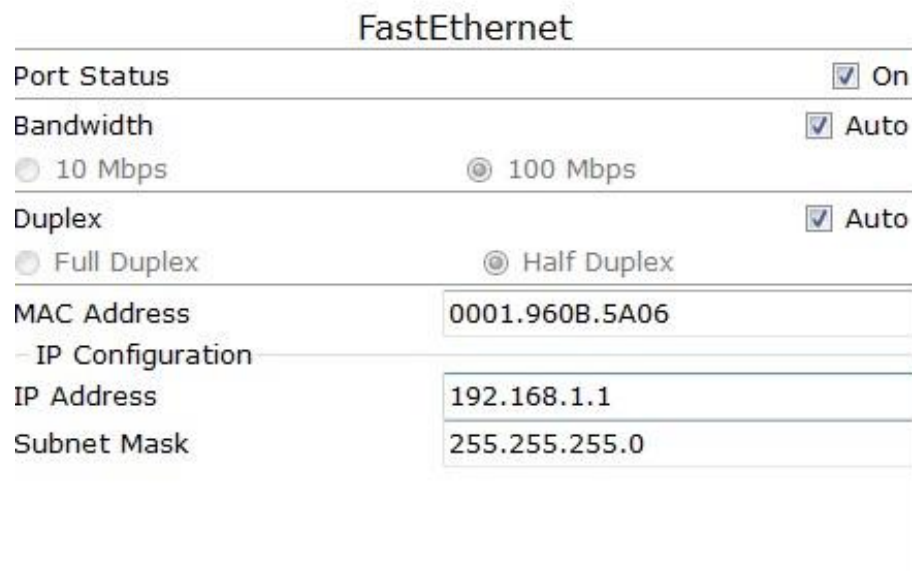 FastEthernet
Port Status On
Bandwidth Auto
10 Mbps 100 Mbps
Duplex Auto
Full Duplex Half Duplex
MAC Address 0001.960B.5A06
IP Configuration
IP Address 192.168.1.1
Subnet Mask 255.255.255.0